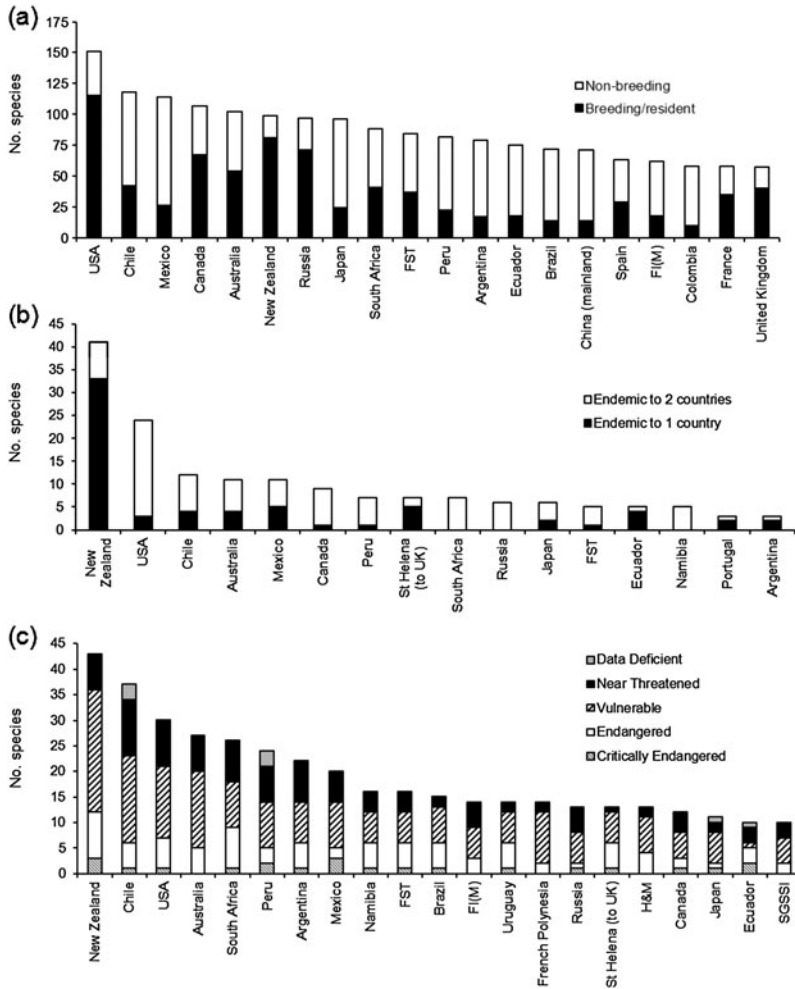 (a)
No. species
175
150
125
100
75
50
25
0
Non-breeding
Breeding/resident
USA
Chile
Mexico
Canada
Australia
New Zealand
Russia
Japan
South Africa
FST
Peru
Argentina
Ecuador
Brazil
China (mainland)
Spain
FI(M)
Colombia
France
United Kingdom
(b)
No. species
45
40
35
30
25
20
15
10
5
0
Endemic to 2 countries
Endemic to 1 country
New
Zealand
USA
Chile
Australia
Mexico
Canada
Peru
St Helena
(to UK)
South Africa
Russia
Japan
FST
Ecuador
Namibia
Portugal
Argentina
(c)
No. species
45
40
35
30
25
20
15
10
5
0
Data Deficient
Near Threatened
Vulnerable
Endangered
Critically Endangered
New Zealand
Chile
USA
Australia
South Africa
Peru
Argentina
Mexico
Namibia
FST
Brazil
FI(M)
Uruguay
French Polynesia
Russia
St Helena (to UK)
H&M
Canada
Japan
Ecuador
SGSSI